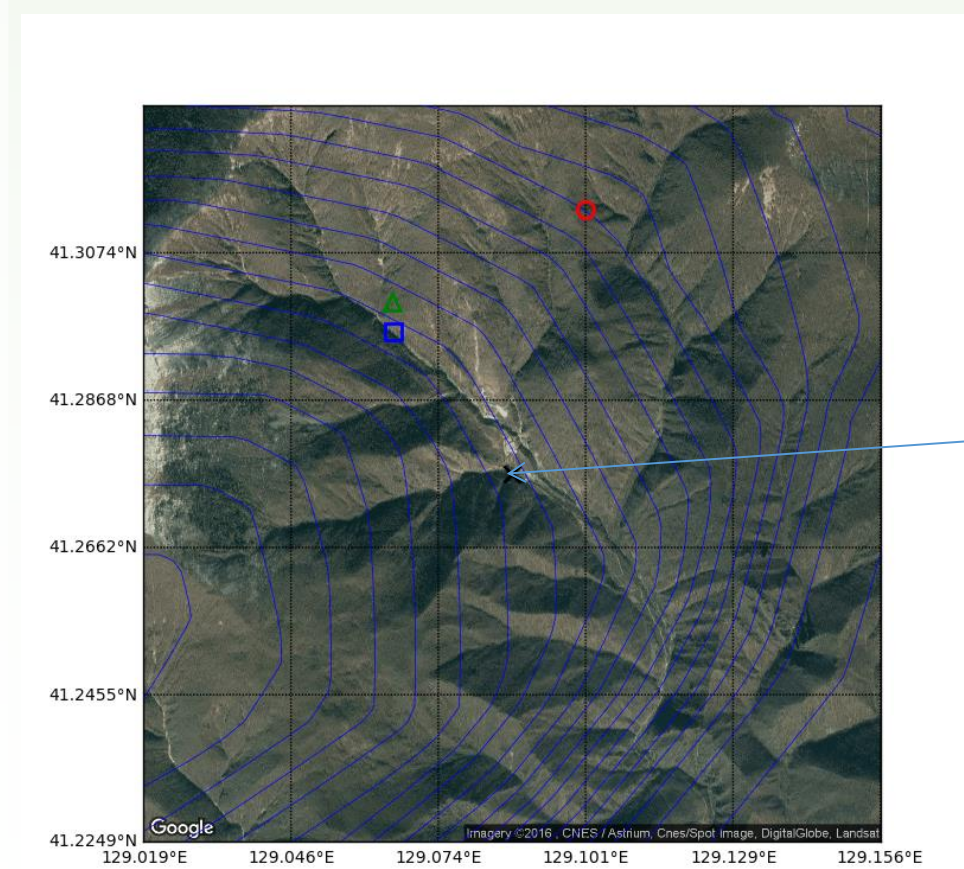 41.3074°N
41.2868°N
41.2662°N
41.2455°N
41.2249°N
Google
Imagery ©2016 , CNES / Astrium, Cnes/Spot Image, DigitalGlobe, Landsat
129.019°E 129.046°E 129.074°E 129.101°E 129.129°E 129.156°E